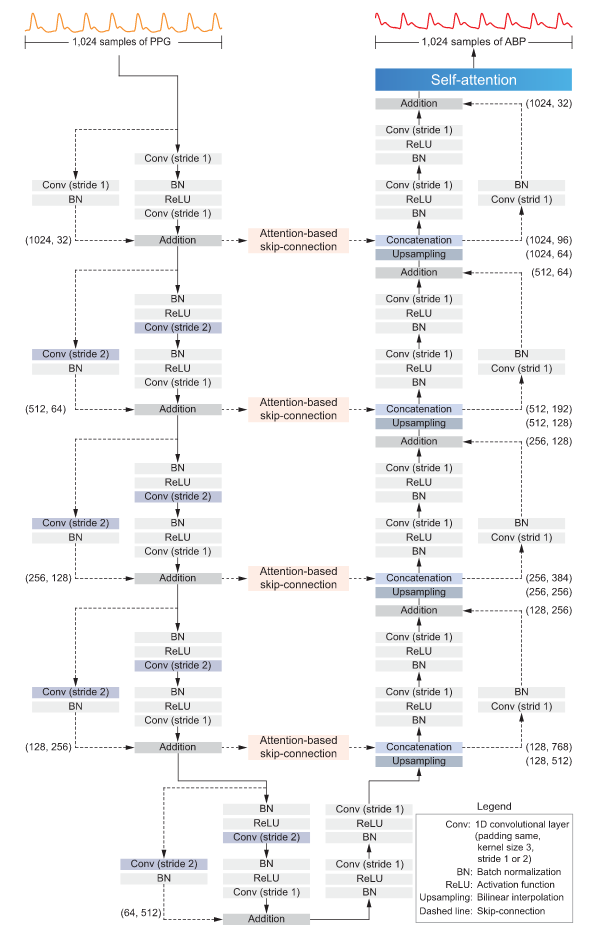 1,024 samples of PPG
1,024 samples of ABP
Self-attention
Addition
(1024, 32)
Conv (stride 1)
ReLU
BN
Conv (stride 1)
Conv (stride 1)
BN
BN
ReLU
Conv (stride 1)
Conv (stride 1)
ReLU
BN
BN
Conv (strid 1)
(1024, 32)
Addition
Attention-based
skip-connection
Concatenation
(1024, 96)
Upsampling
(1024, 64)
Addition
(512, 64)
BN
ReLU
Conv (stride 2)
Conv (stride 1)
ReLU
BN
Conv (stride 2)
BN
BN
ReLU
Conv (stride 1)
Conv (stride 1)
ReLU
BN
BN
Conv (strid 1)
(512, 64)
Addition
Attention-based
skip-connection
Concatenation
(512, 192)
Upsampling
(512, 128)
Addition
(256, 128)
BN
ReLU
Conv (stride 2)
Conv (stride 1)
ReLU
BN
Conv (stride 2)
BN
BN
ReLU
Conv (stride 1)
Conv (stride 1)
ReLU
BN
BN
Conv (strid 1)
(256, 128)
Addition
Attention-based
skip-connection
Concatenation
(256, 384)
Upsampling
(256, 256)
Addition
(128, 256)
BN
ReLU
Conv (stride 2)
Conv (stride 1)
ReLU
BN
Conv (stride 2)
BN
BN
ReLU
Conv (stride 1)
Conv (stride 1)
ReLU
BN
BN
Conv (strid 1)
(128, 256)
Addition
Attention-based
skip-connection
Concatenation
(128, 768)
Upsampling
(128, 512)
BN
ReLU
Conv (stride 2)
Conv (stride 1)
ReLU
BN
Conv (stride 2)
BN
BN
ReLU
Conv (stride 1)
Conv (stride 1)
ReLU
BN
(64, 512)
Addition
Legend
Conv: 1D convolutional layer
(padding same,
kernel size 3,
stride 1 or 2)
BN: Batch normalization
ReLU: Activation function
Upsampling: Bilinear interpolation
Dashed line: Skip-connection